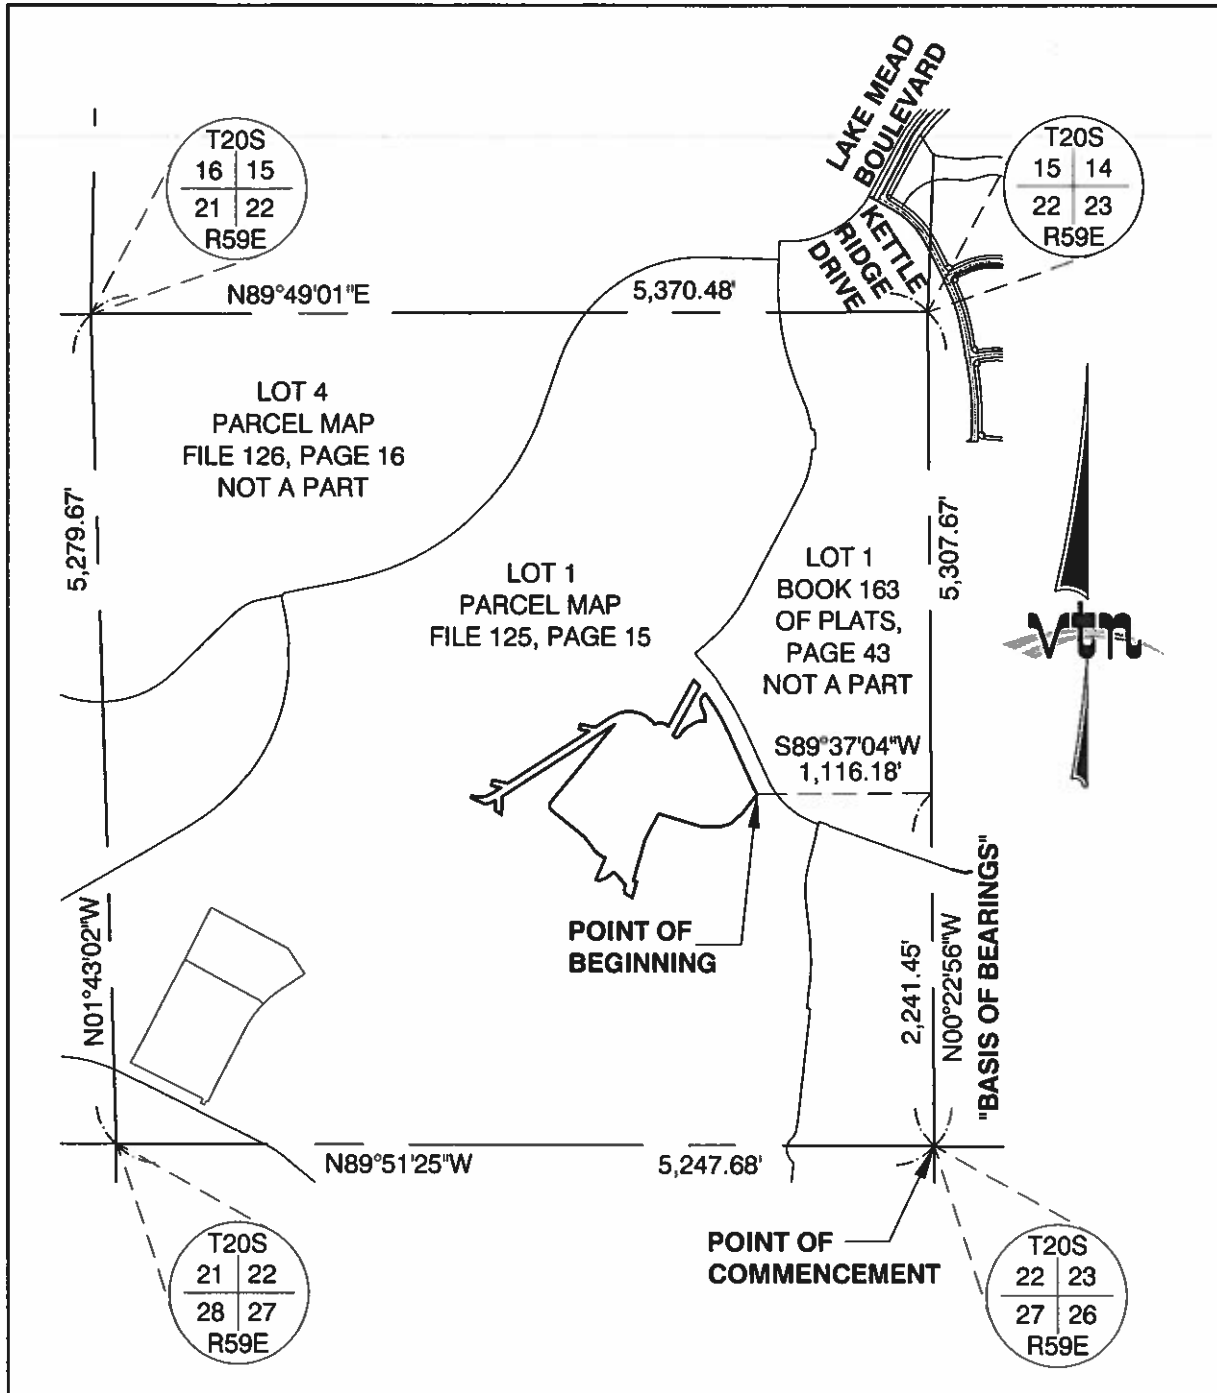 LAKE MEAD
BOULEVARD
T20S
16 15
21 22
R59E
T20S
15 14
22 23
R59E
KETTLE
RIDGE
DRIVE
N89°49'01"E
5,370.48'
LOT 4
PARCEL MAP
FILE 126, PAGE 16
NOT A PART
5,279.67'
5,307.67'
LOT 1
PARCEL MAP
FILE 125, PAGE 15
LOT 1
BOOK 163
OF PLATS,
PAGE 43
NOT A PART
vtn
S89°37'04"W
1,116.18'
POINT OF
BEGINNING
N01°43'02"W
2,241.45'
N00°22'56"W
"BASIS OF BEARINGS"
N89°51'25"W
5,247.68'
POINT OF
COMMENCEMENT
T20S
21 22
28 27
R59E
T20S
22 23
27 26
R59E